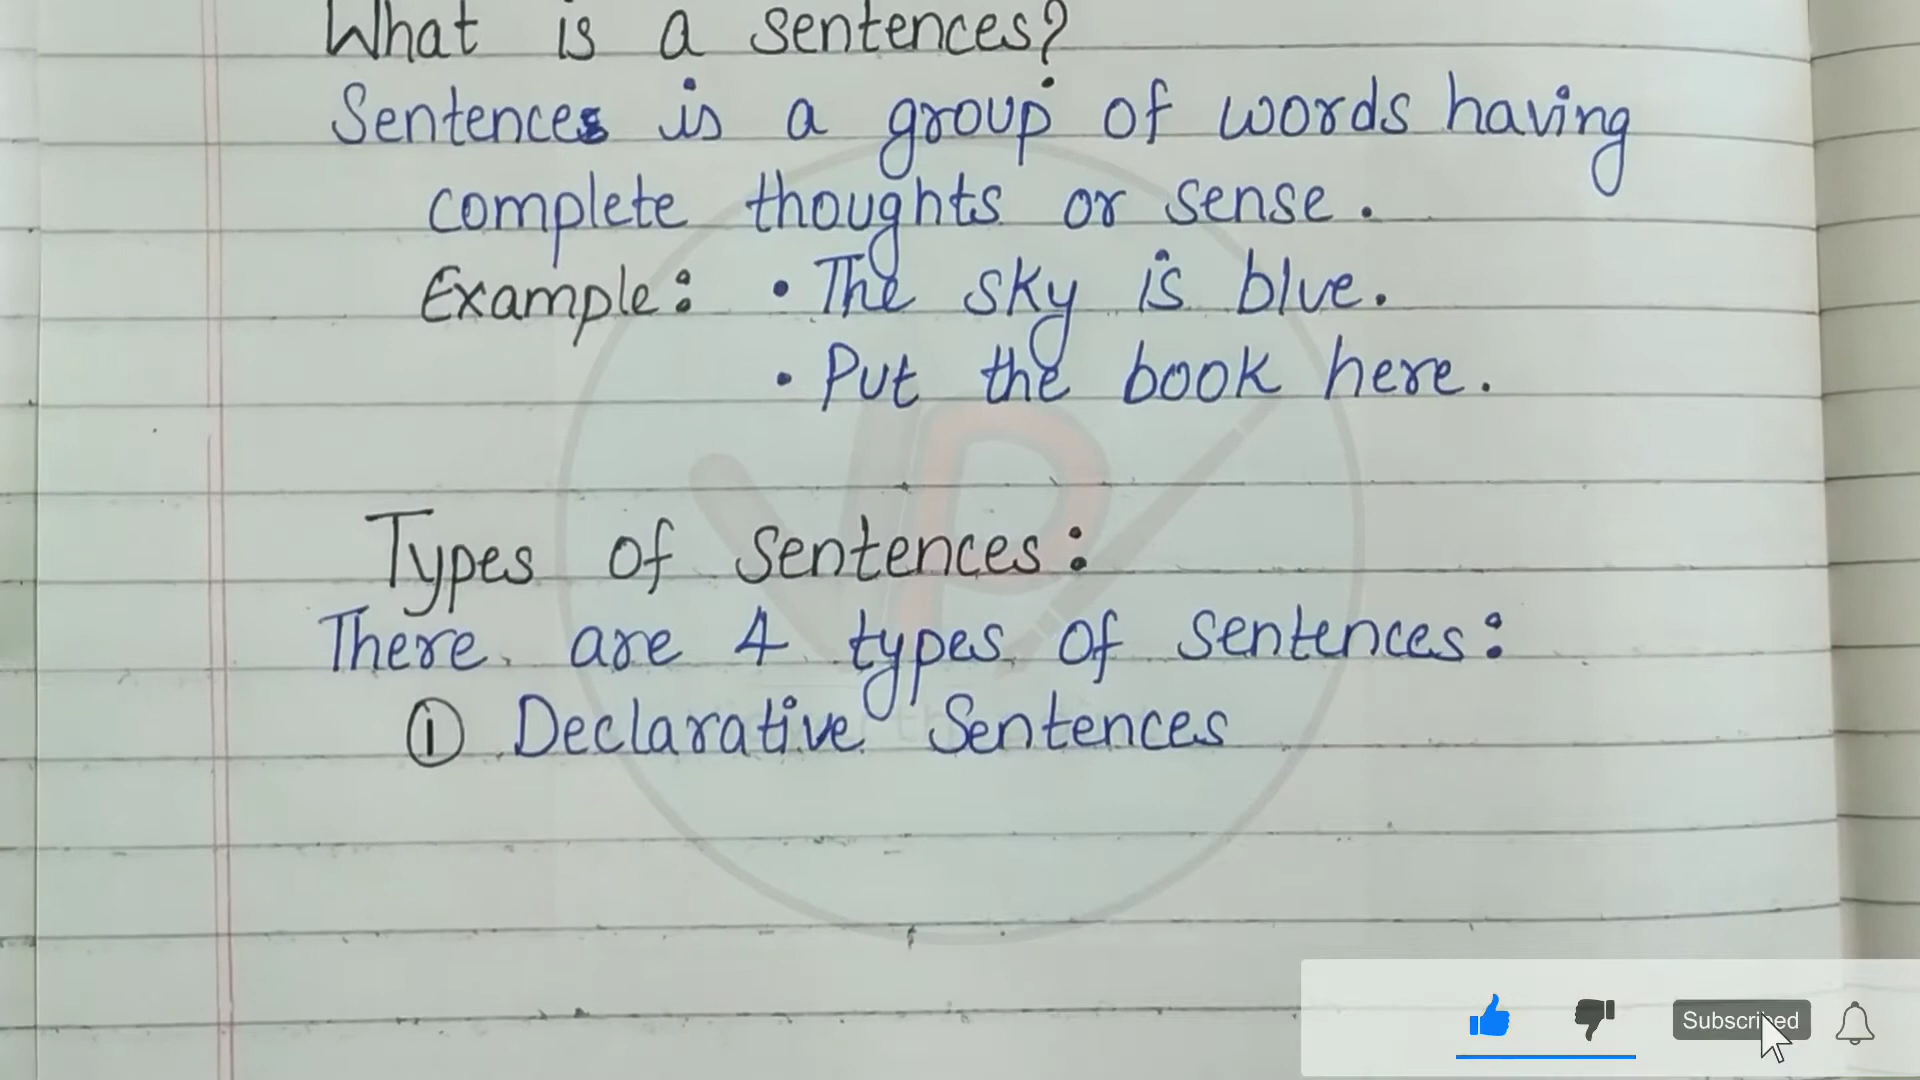 What is a sentences?
Sentences is a group of words having
complete thoughts or sense.
Example: • The sky is blue.
• Put the book here.
Types of sentences:
There are 4 types of sentences:
① Declarative Sentences
Subscribed